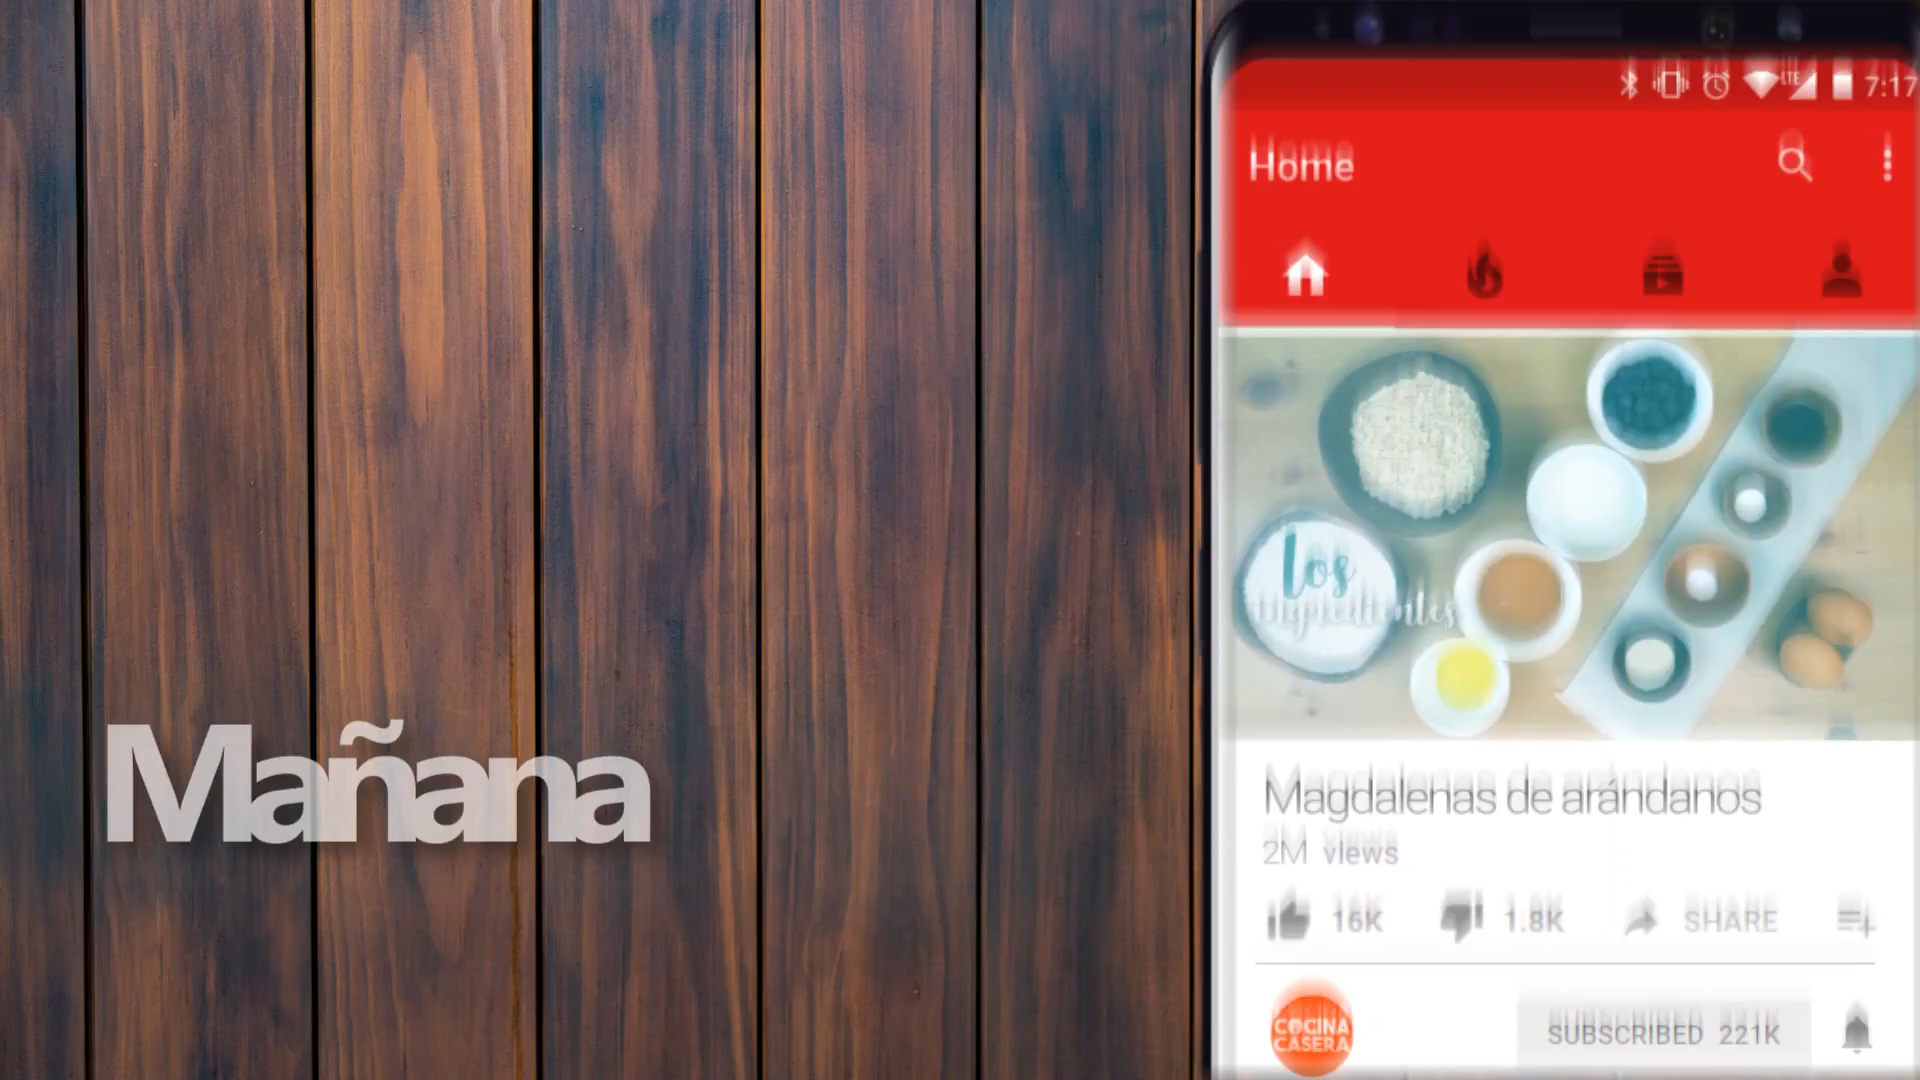 LTE 7:17
Home
los
ingredientes
Mañana
Magdalenas de arándanos
2M views
16K 1.8K SHARE
COCINA
CASERA
SUBSCRIBED 221K